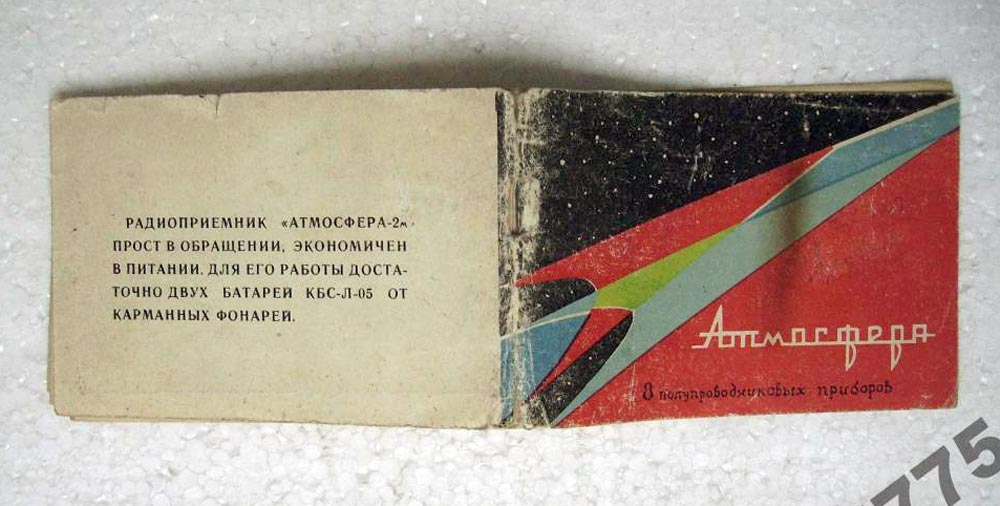 РАДИОПРИЕМНИК «АТМОСФЕРА-2м»
ПРОСТ В ОБРАЩЕНИИ, ЭКОНОМИЧЕН
В ПИТАНИИ. ДЛЯ ЕГО РАБОТЫ ДОСТА-
ТОЧНО ДВУХ БАТАРЕЙ КБС-Л-05 ОТ
КАРМАННЫХ ФОНАРЕЙ.
Атмосфера
8 полупроводниковых приборов
775